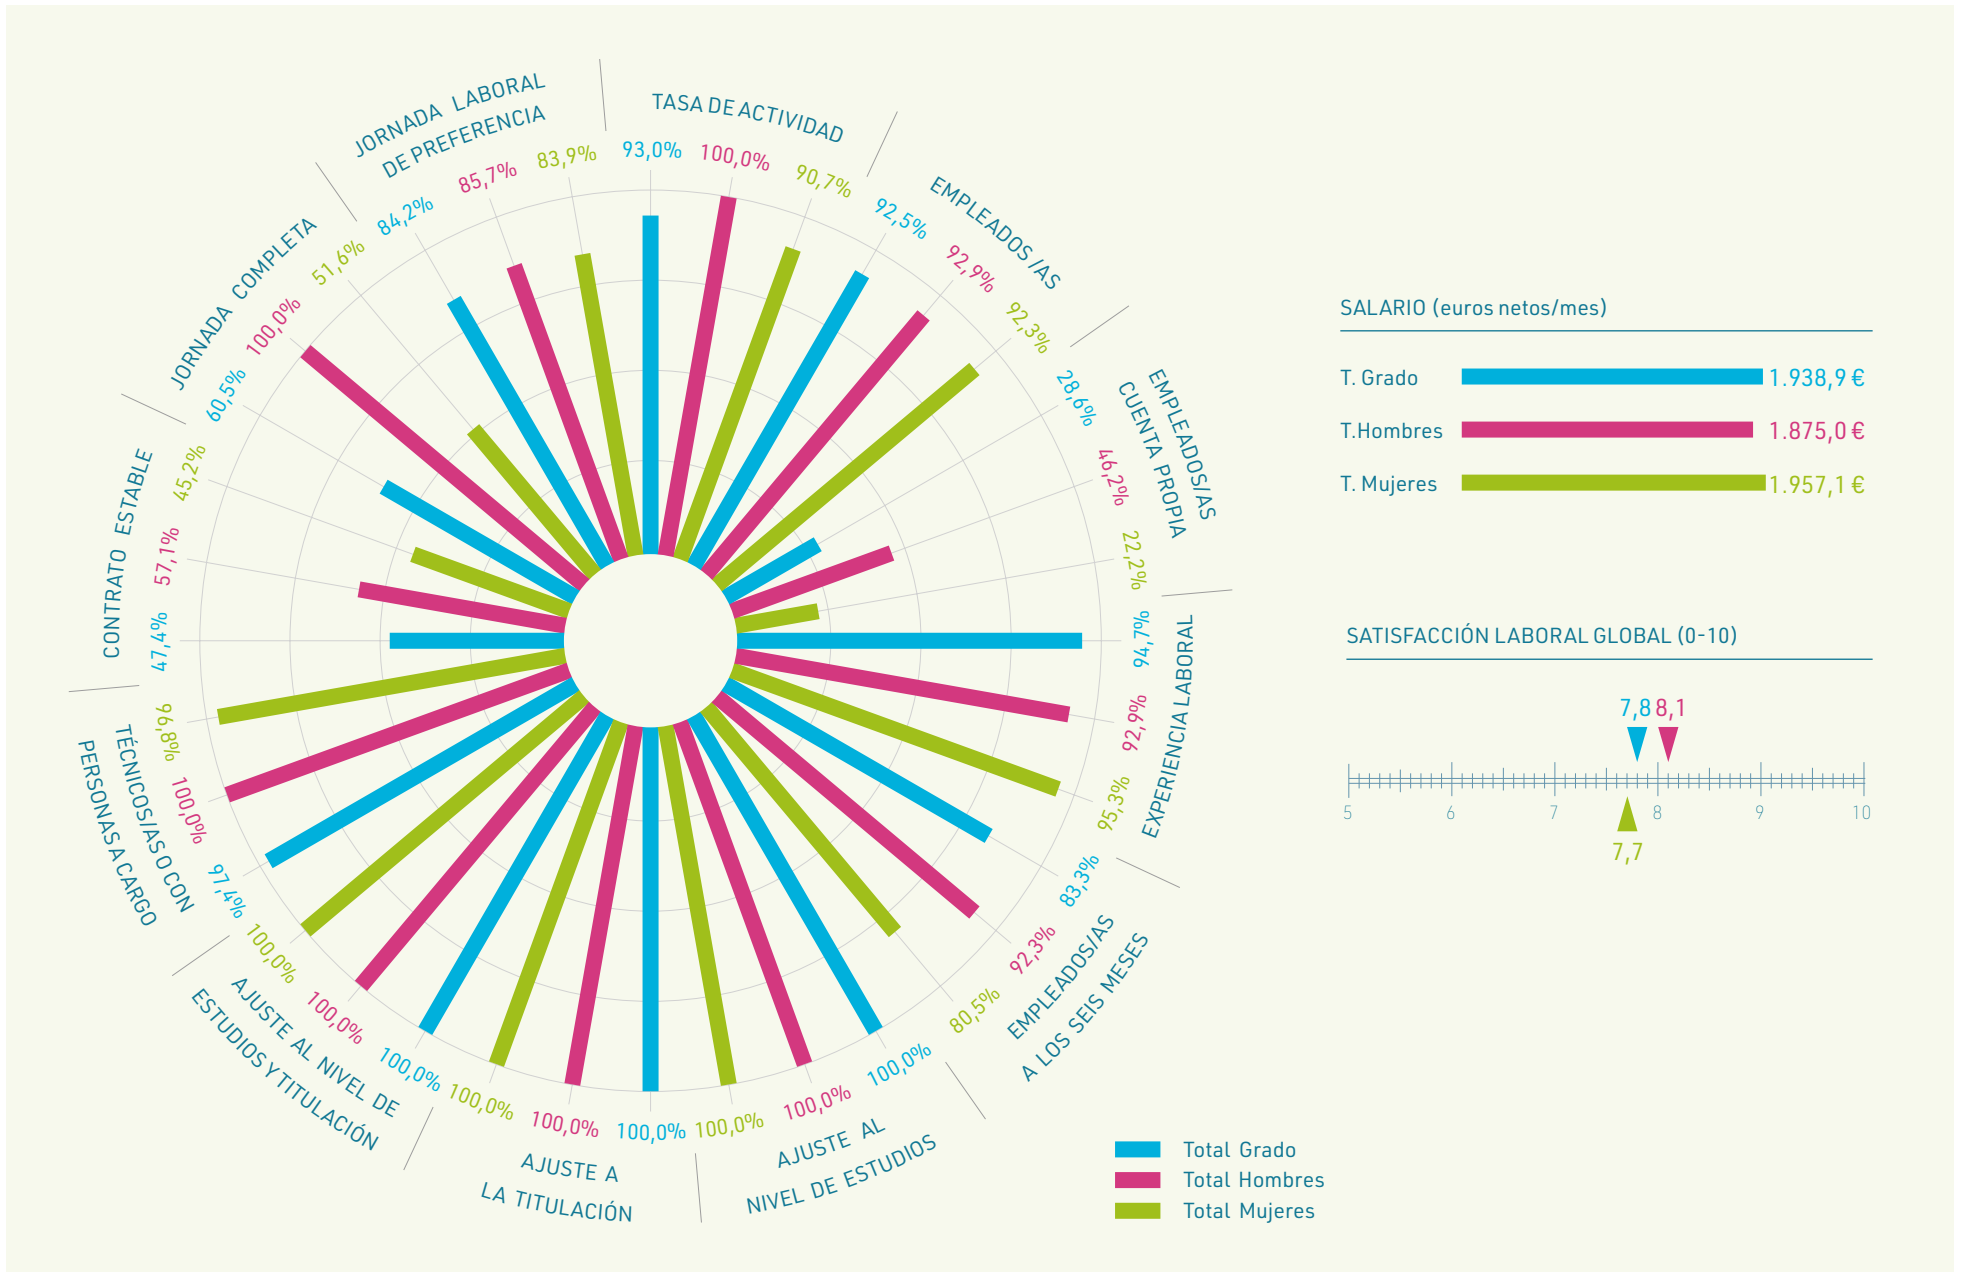 TASA DE ACTIVIDAD
93,0%
100,0%
90,7%
EMPLEADOS /AS
92,5%
92,9%
92,3%
EMPLEADOS/AS
CUENTA PROPIA
28,6%
46,2%
22,2%
EXPERIENCIA LABORAL
94,7%
92,9%
95,3%
EMPLEADOS/AS
A LOS SEIS MESES
83,3%
92,3%
80,5%
AJUSTE AL
NIVEL DE ESTUDIOS
100,0%
100,0%
100,0%
AJUSTE A
LA TITULACIÓN
100,0%
100,0%
100,0%
AJUSTE AL NIVEL DE
ESTUDIOS Y TITULACIÓN
100,0%
100,0%
100,0%
TÉCNICOS/AS O CON
PERSONAS A CARGO
97,4%
100,0%
96,8%
CONTRATO ESTABLE
47,4%
57,1%
45,2%
JORNADA COMPLETA
60,5%
100,0%
51,6%
JORNADA LABORAL
DE PREFERENCIA
84,2%
85,7%
83,9%
SALARIO (euros netos/mes)
T. Grado 1.938,9 €
T.Hombres 1.875,0 €
T. Mujeres 1.957,1 €
SATISFACCIÓN LABORAL GLOBAL (0-10)
7,8 8,1
5 6 7 8 9 10
7,7
Total Grado
Total Hombres
Total Mujeres